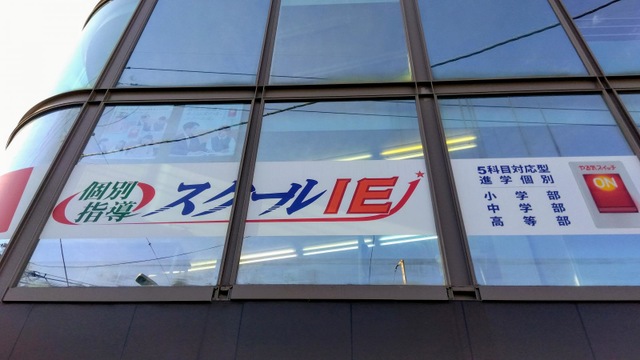 個別
指導
スクールIE
5科目対応型
進学個別
小学部
中学部
高等部
やる気スイッチ
ON